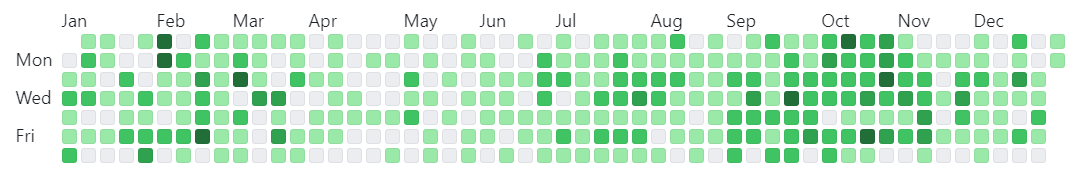 Jan Feb Mar Apr May Jun Jul Aug Sep Oct Nov Dec
Mon
Wed
Fri